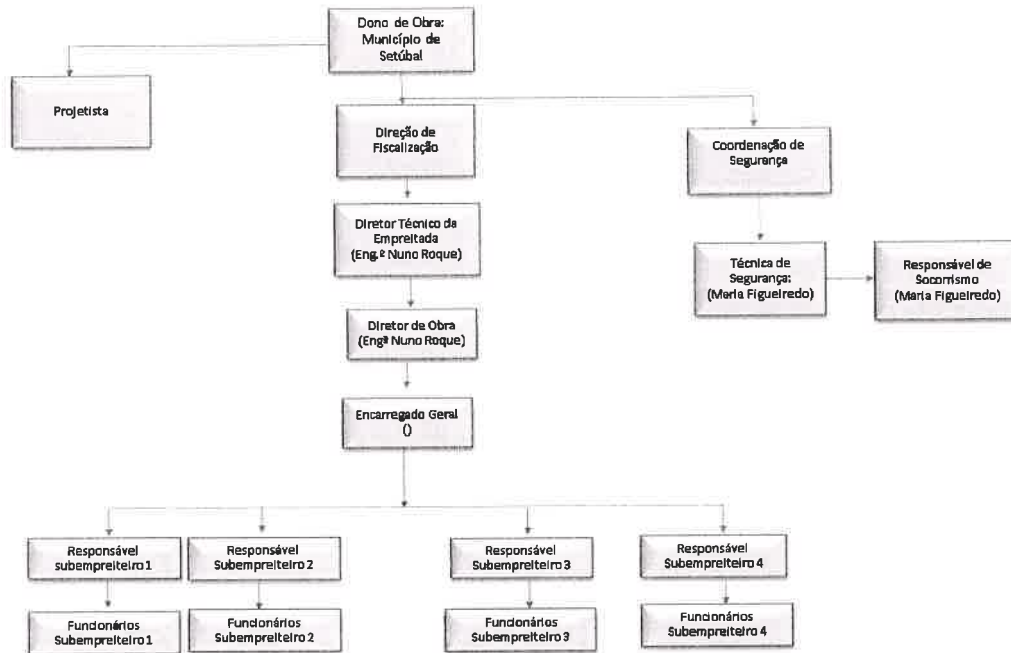 Dono de Obra:
Município de
Setúbal
Projetista
Direção de
Fiscalização
Coordenação de
Segurança
Diretor Técnico da
Empreitada
(Eng.º Nuno Roque)
Técnica de
Segurança:
(Maria Figueiredo)
Responsável de
Socorrismo
(Maria Figueiredo)
Diretor de Obra
(Engº Nuno Roque)
Encarregado Geral
()
Responsável
subempreiteiro 1
Responsável
Subempreiteiro 2
Responsável
Subempreiteiro 3
Responsável
Subempreiteiro 4
Funcionários
Subempreiteiro 1
Funcionários
Subempreiteiro 2
Funcionários
Subempreiteiro 3
Funcionários
Subempreiteiro 4